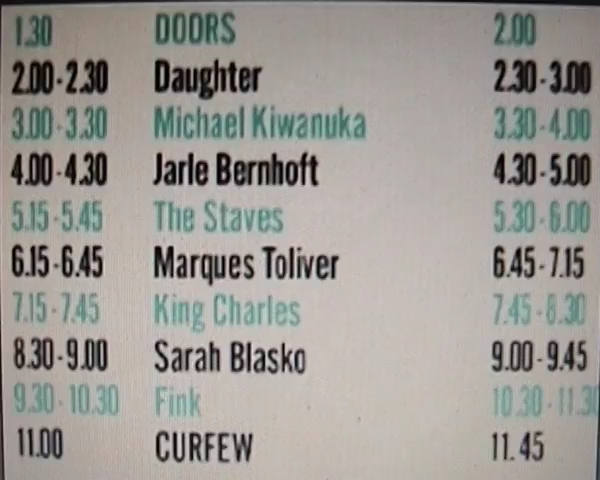 1.30 DOORS 2.00
2.00-2.30 Daughter 2.30-3.00
3.00-3.30 Michael Kiwanuka 3.30-4.00
4.00-4.30 Jarle Bernhoft 4.30-5.00
5.15-5.45 The Staves 5.30-6.00
6.15-6.45 Marques Toliver 6.45-7.15
7.15-7.45 King Charles 7.45-8.30
8.30-9.00 Sarah Blasko 9.00-9.45
9.30-10.30 Fink 10.30-11.30
11.00 CURFEW 11.45